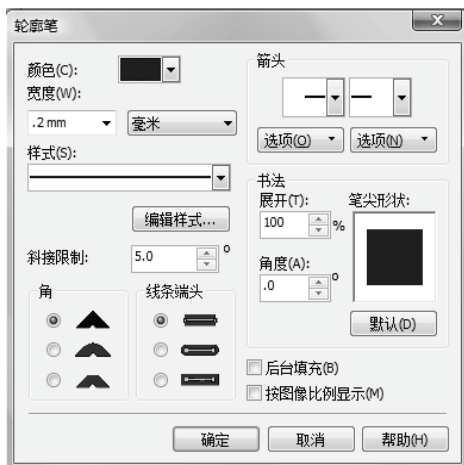 轮廓笔
颜色(C):
宽度(W):
.2 mm
毫米
样式(S):
编辑样式...
斜接限制:
5.0
°
角
线条端头
箭头
选项(O)
选项(N)
书法
展开(T):
笔尖形状:
100
%
角度(A):
.0
°
默认(D)
后台填充(B)
按图像比例显示(M)
确定
取消
帮助(H)